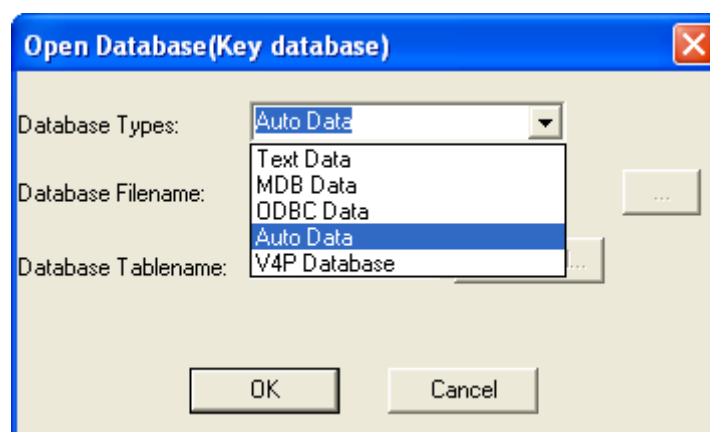 Open Database(Key database)
Database Types:
Auto Data
Text Data
MDB Data
ODBC Data
Auto Data
V4P Database
Database Filename:
...
Database Tablename:
...
OK
Cancel